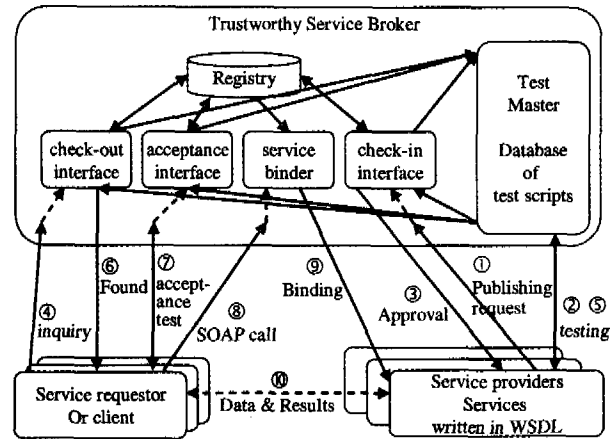 Trustworthy Service Broker
Registry
Test
Master
Database
of
test scripts
check-out
interface
acceptance
interface
service
binder
check-in
interface
④
inquiry
⑥
Found
⑦
accept-
ance
test
⑧
SOAP call
⑨
Binding
③
Approval
①
Publishing
request
② ⑤
testing
Service requestor
Or client
⑩
Data & Results
Service providers
Services
written in WSDL